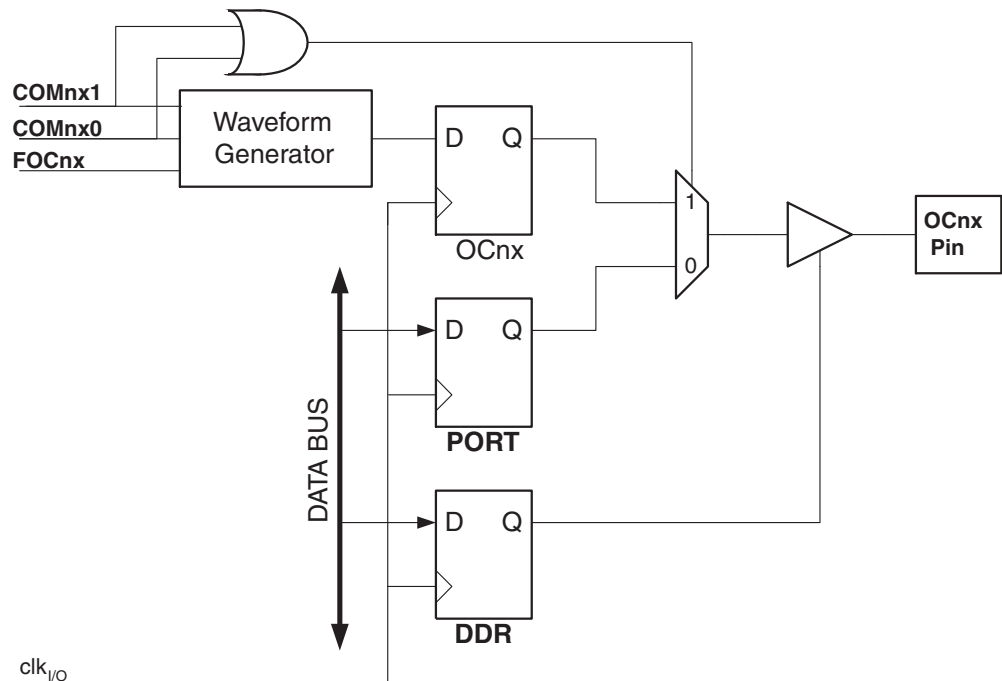 COMnx1
COMnx0
FOCnx
Waveform
Generator
D Q
OCnx
1
0
OCnx
Pin
D Q
PORT
DATA BUS
D Q
DDR
clkI/O